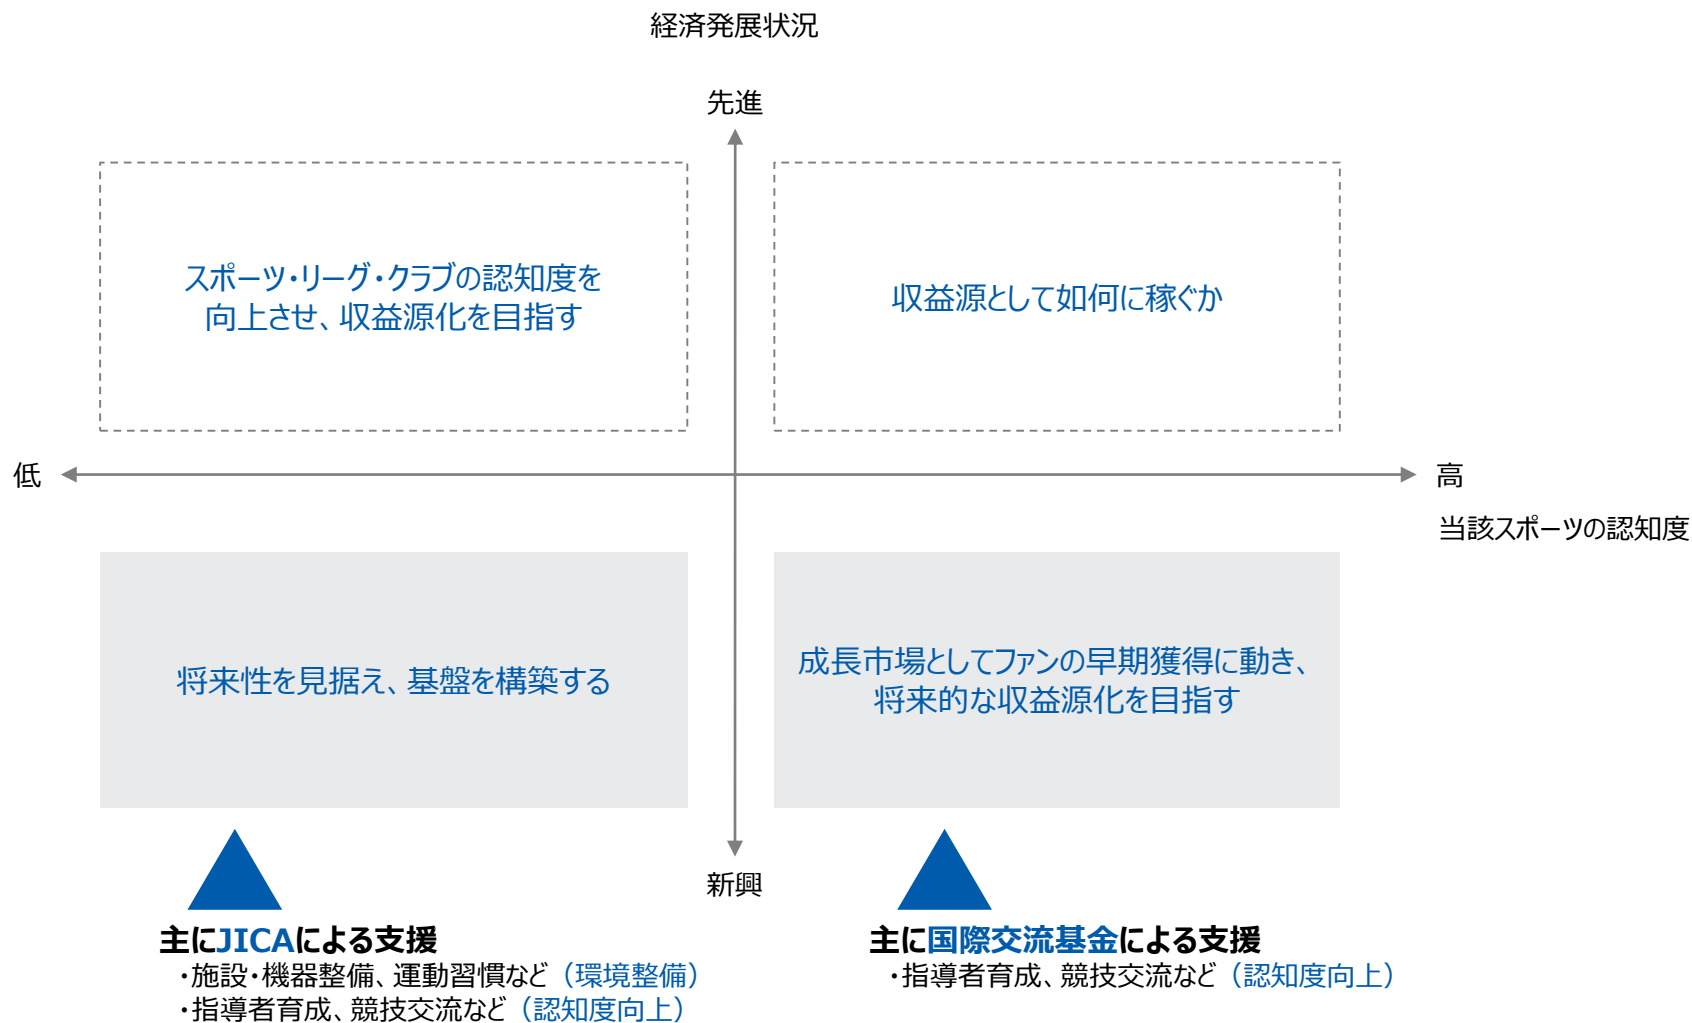 経済発展状況
先進
スポーツ・リーグ・クラブの認知度を
向上させ、収益源化を目指す
収益源として如何に稼ぐか
低
高
当該スポーツの認知度
将来性を見据え、基盤を構築する
成長市場としてファンの早期獲得に動き、
将来的な収益源化を目指す
新興
主にJICAによる支援
・施設・機器整備、運動習慣など（環境整備）
・指導者育成、競技交流など（認知度向上）
主に国際交流基金による支援
・指導者育成、競技交流など（認知度向上）